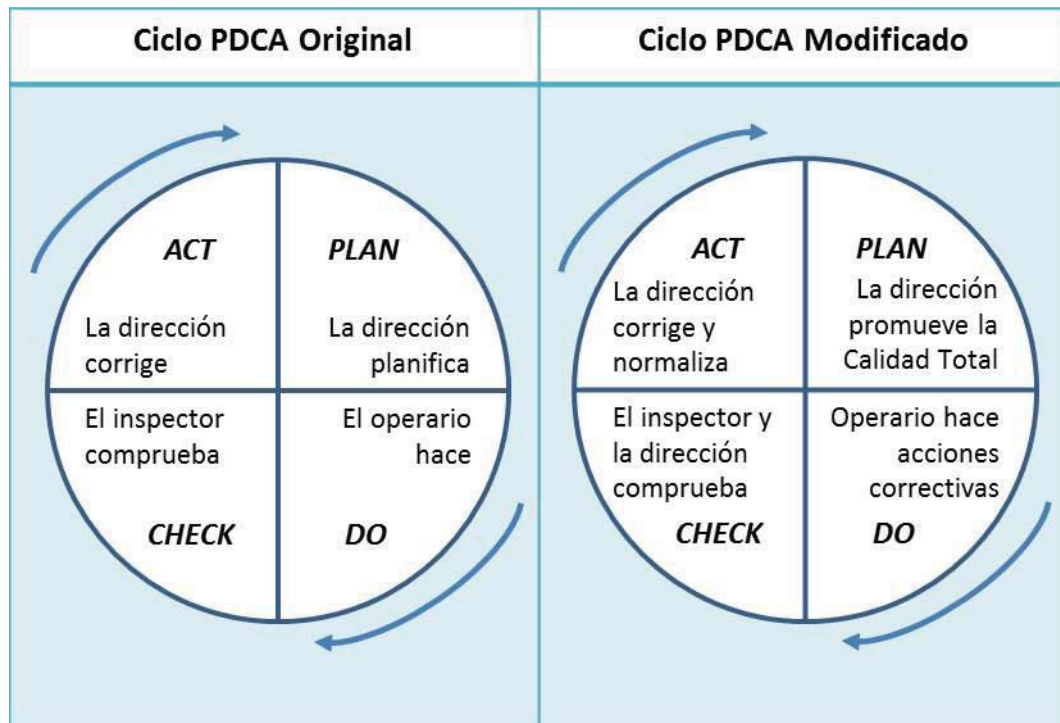 Ciclo PDCA Original
Ciclo PDCA Modificado
ACT
La dirección
corrige
PLAN
La dirección
planifica
El inspector
comprueba
CHECK
El operario
hace
DO
ACT
La dirección
corrige y
normaliza
PLAN
La dirección
promueve la
Calidad Total
El inspector y
la dirección
comprueba
CHECK
Operario hace
acciones
correctivas
DO